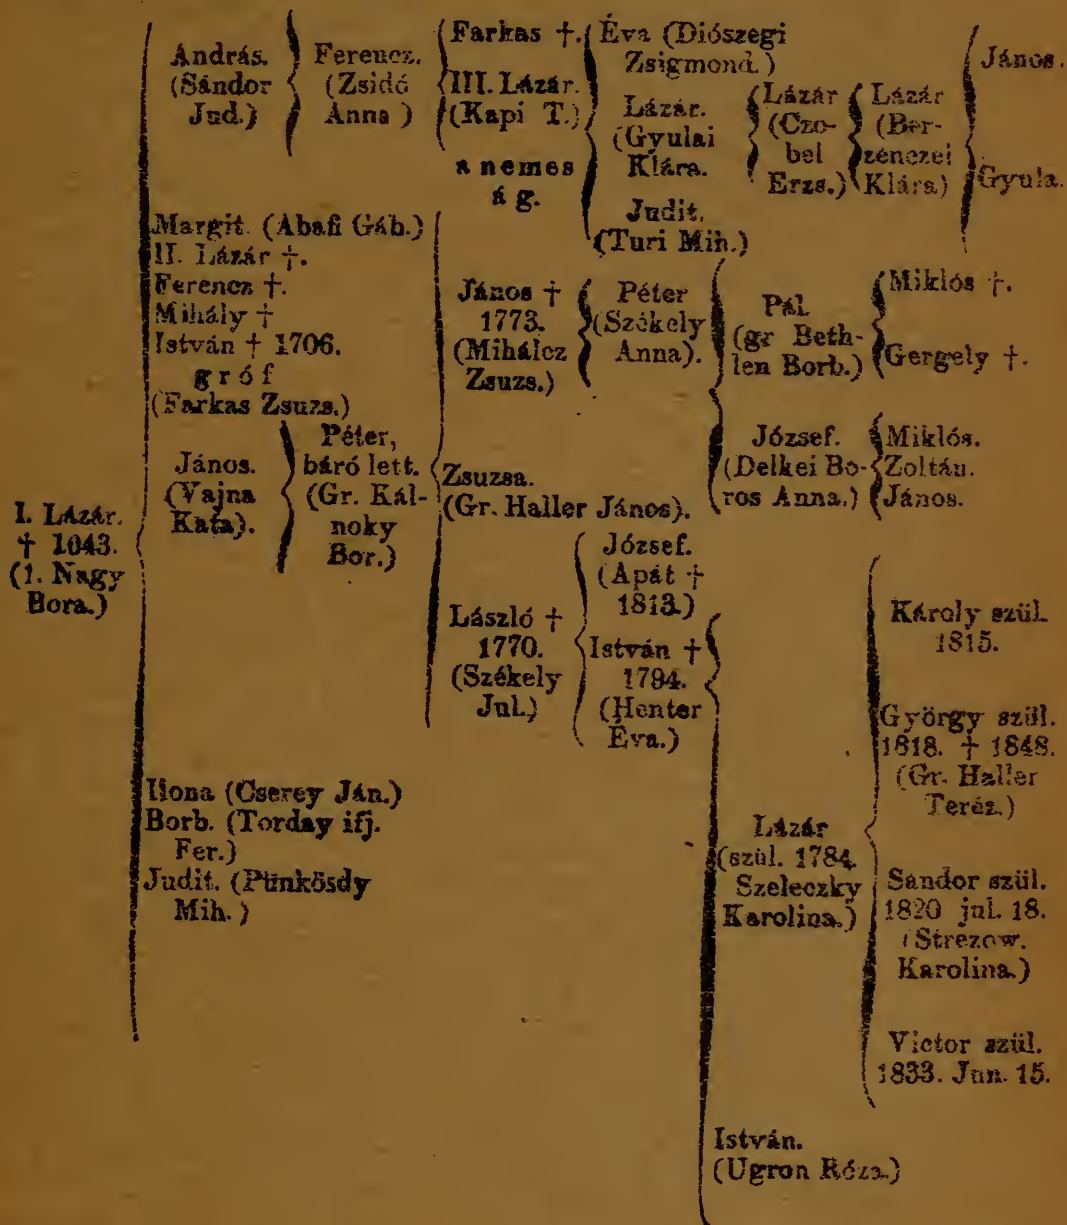 I. Lázár.
† 1643.
(1. Nagy
Bora.)
András.
(Sándor
Jud.)
Ferencz.
(Zsidó
Anna )
Farkas †.
III. Lázár.
(Kapi T.)
a nemes
á g.
Éva (Diószegi
Zsigmond.)
Lázár.
(Gyulai
Klára.
Judit.
(Turi Mih.)
Lázár
(Czo-
bel
Erzs.)
Lázár
(Ber-
zenczei
Klára)
János.
Gyula.
Margit. (Abafi Gáb.)
II. Lázár †.
Ferencz †.
Mihály †
István † 1706.
g r ó f
(Farkas Zsuzs.)
János.
(Vajna
Kata).
Péter,
báró lett.
(Gr. Kál-
noky
Bor.)
János †
1773.
(Mihálcz
Zsuzs.)
Péter
(Székely
Anna).
Pál.
(gr Beth-
len Borb.)
Miklós †.
Gergely †.
József.
(Delkei Bo-
ros Anna.)
Miklós.
Zoltán.
János.
Zsuzsa.
(Gr. Haller János).
László †
1770.
(Székely
Jul.)
József.
(Apát †
1813.)
István †
1794.
(Henter
Éva.)
Lázár
(szül. 1784.
Szeleczky
Karolina.)
Károly szül.
1815.
György szül.
1818. † 1848.
(Gr. Haller
Teréz.)
Sándor szül.
1820 jul. 18.
(Strezow.
Karolina.)
Victor szül.
1833. Jun. 15.
István.
(Ugron Róza.)
Ilona (Cserey Ján.)
Borb. (Torday ifj.
Fer.)
Judit. (Pünkösdy
Mih.)